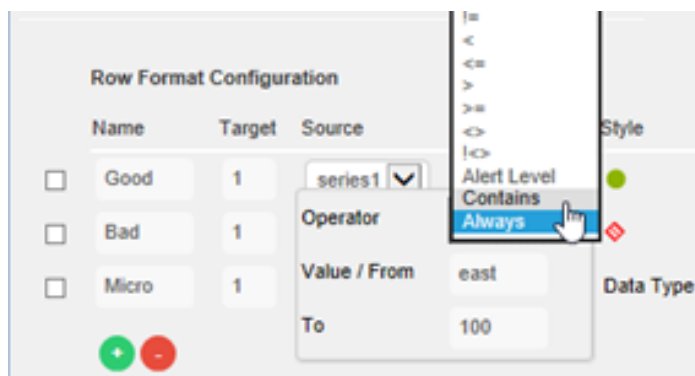 !=
<
<=
>
>=
<>
!<>
Alert Level
Contains
Always
Row Format Configuration
Name Target Source Style
Good 1 series1
Operator
Bad 1
Value / From east
Micro 1 Data Type
To 100
+ -